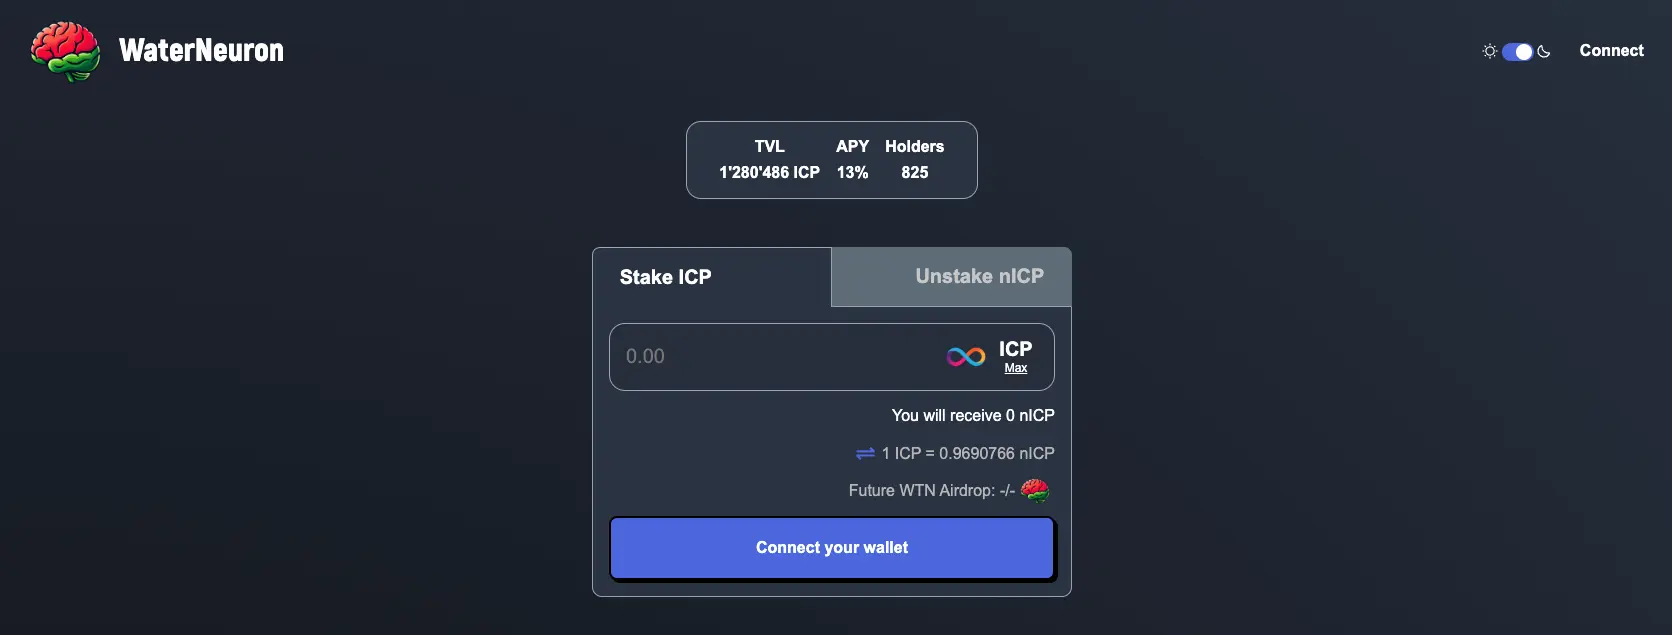 WaterNeuron
Connect
TVL APY Holders
1'280'486 ICP 13% 825
Stake ICP
Unstake nICP
0.00
ICP
Max
You will receive 0 nICP
1 ICP = 0.9690766 nICP
Future WTN Airdrop: -/-
Connect your wallet